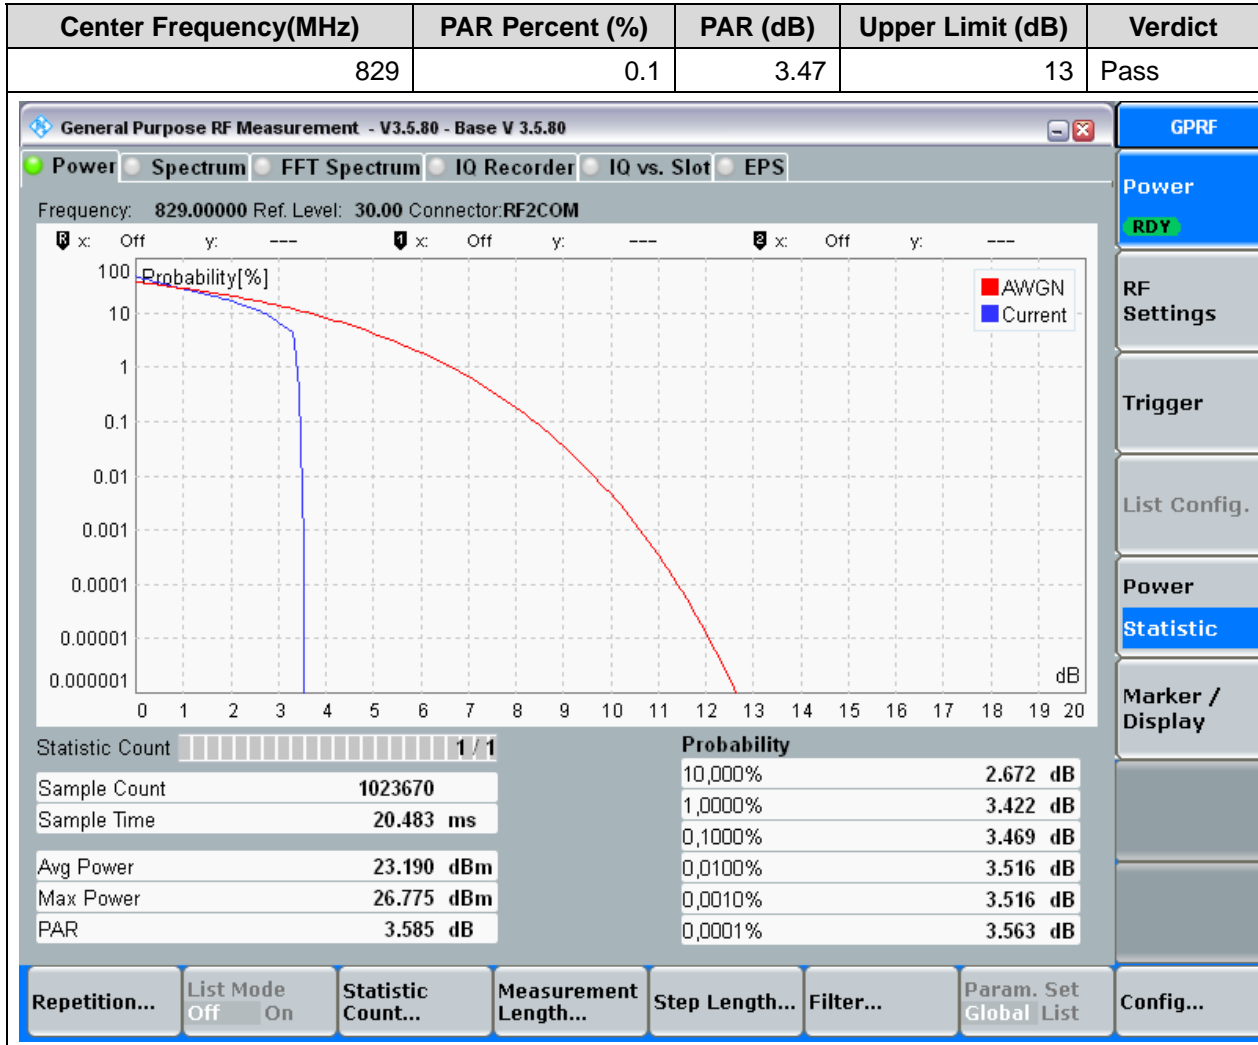 Center Frequency(MHz) PAR Percent (%) PAR (dB) Upper Limit (dB) Verdict
829 0.1 3.47 13 Pass
General Purpose RF Measurement - V3.5.80 - Base V 3.5.80
GPRF
Power Spectrum FFT Spectrum IQ Recorder IQ vs. Slot EPS
Power
RDY
Frequency: 829.00000 Ref. Level: 30.00 Connector:RF2COM
R x: Off y: --- 1 x: Off y: --- 2 x: Off y: ---
Probability[%]
AWGN
Current
100
10
1
0.1
0.01
0.001
0.0001
0.00001
0.000001
dB
0 1 2 3 4 5 6 7 8 9 10 11 12 13 14 15 16 17 18 19 20
RF
Settings
Trigger
List Config.
Power
Statistic
Marker /
Display
Statistic Count 1 / 1
Sample Count 1023670
Sample Time 20.483 ms
Avg Power 23.190 dBm
Max Power 26.775 dBm
PAR 3.585 dB
Probability
10,000% 2.672 dB
1,0000% 3.422 dB
0,1000% 3.469 dB
0,0100% 3.516 dB
0,0010% 3.516 dB
0,0001% 3.563 dB
Repetition...
List Mode
Off On
Statistic
Count...
Measurement
Length...
Step Length...
Filter...
Param. Set
Global List
Config...